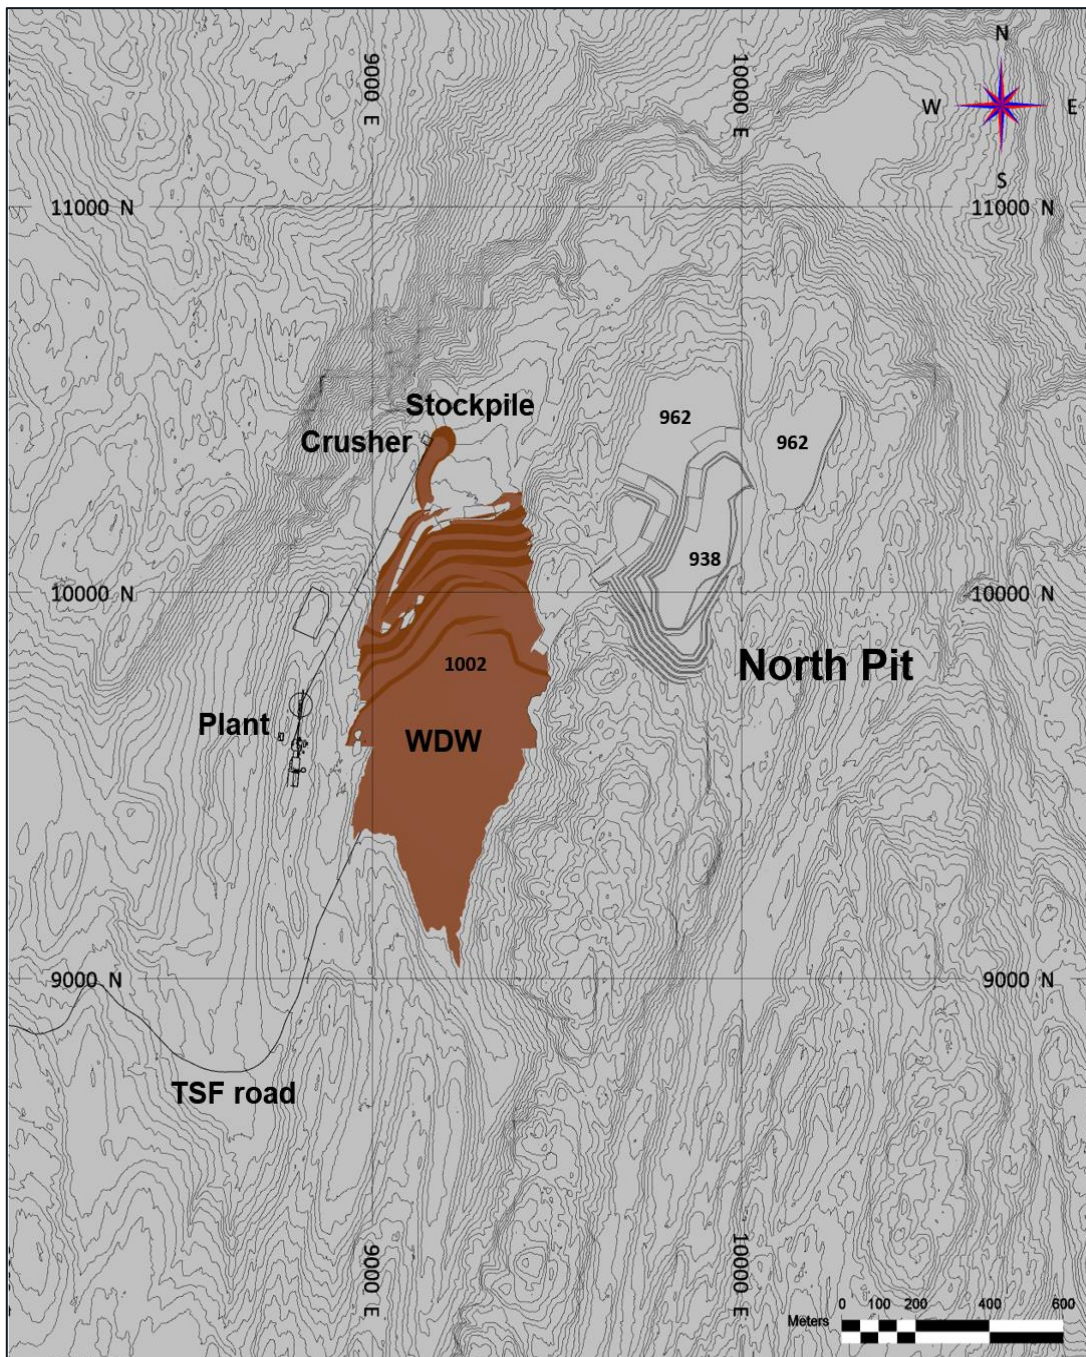 N
9000 E
10000 E
W
E
S
11000 N
11000 N
Stockpile
962
Crusher
962
938
10000 N
10000 N
1002
North Pit
Plant
WDW
9000 N
9000 N
TSF road
9000 E
10000 E
0 100 200 400 600
Meters